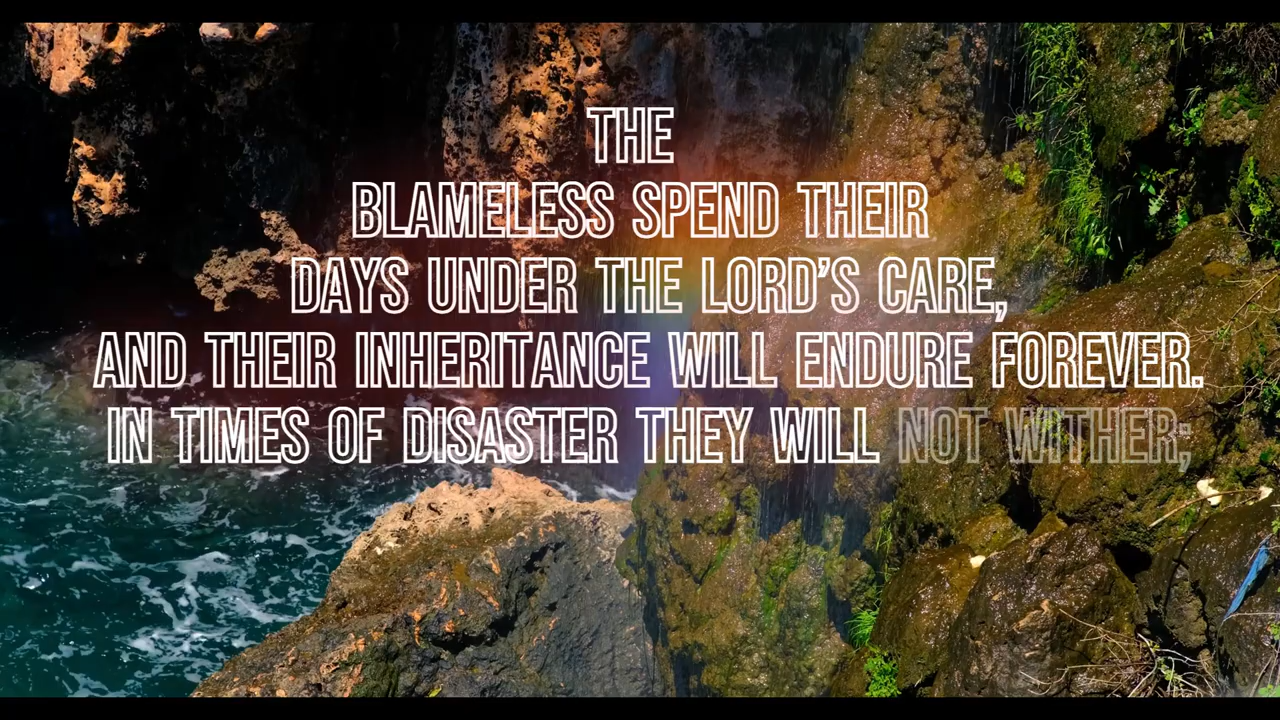 THE
BLAMELESS SPEND THEIR
DAYS UNDER THE LORD’S CARE,
AND THEIR INHERITANCE WILL ENDURE FOREVER.
IN TIMES OF DISASTER THEY WILL NOT WITHER;